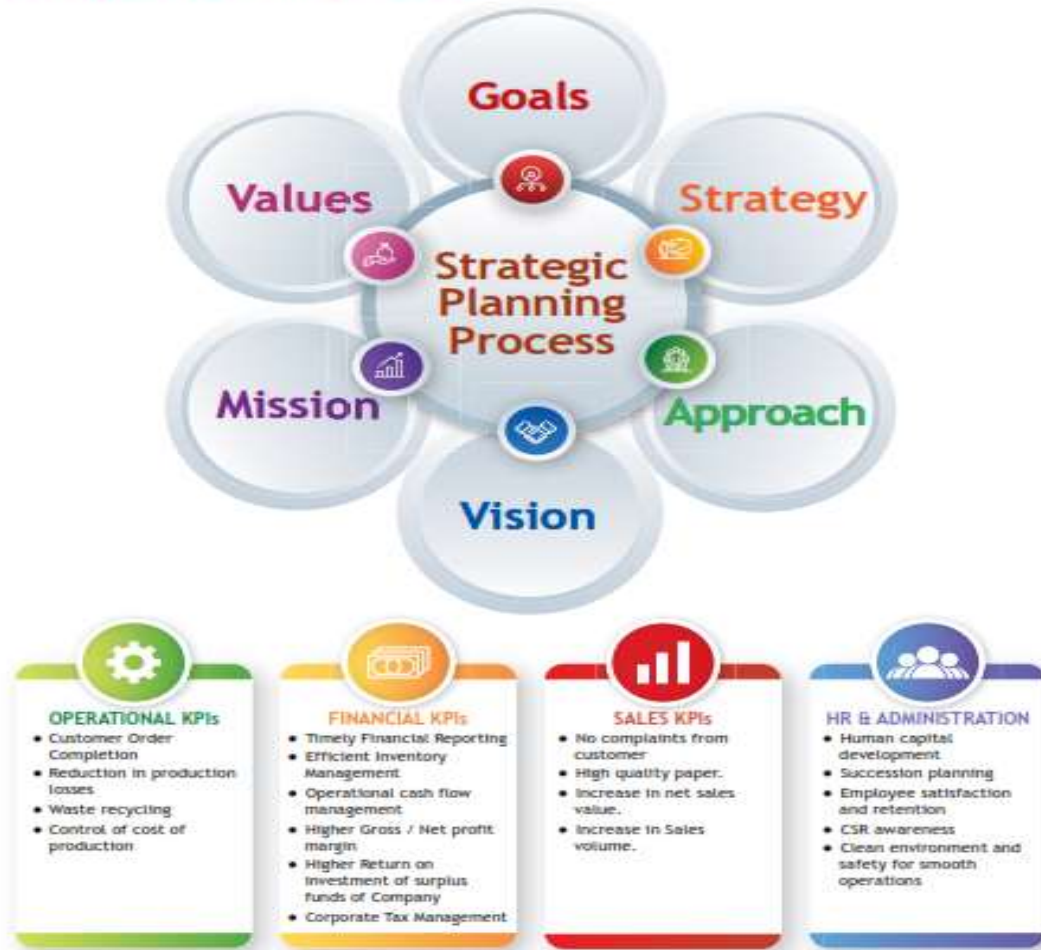 Goals
Values
Strategy
Strategic
Planning
Process
Mission
Approach
Vision
OPERATIONAL KPIs
• Customer Order
Completion
• Reduction in production
losses
• Waste recycling
• Control of cost of
production
FINANCIAL KPIs
• Timely Financial Reporting
• Efficient Inventory
Management
• Operational cash flow
management
• Higher Gross / Net profit
margin
• Higher Return on
investment of surplus
funds of Company
• Corporate Tax Management
SALES KPIs
• No complaints from
customer
• High quality paper.
• Increase in net sales
value.
• Increase in Sales
volume.
HR & ADMINISTRATION
• Human capital
development
• Succession planning
• Employee satisfaction
and retention
• CSR awareness
• Clean environment and
safety for smooth
operations